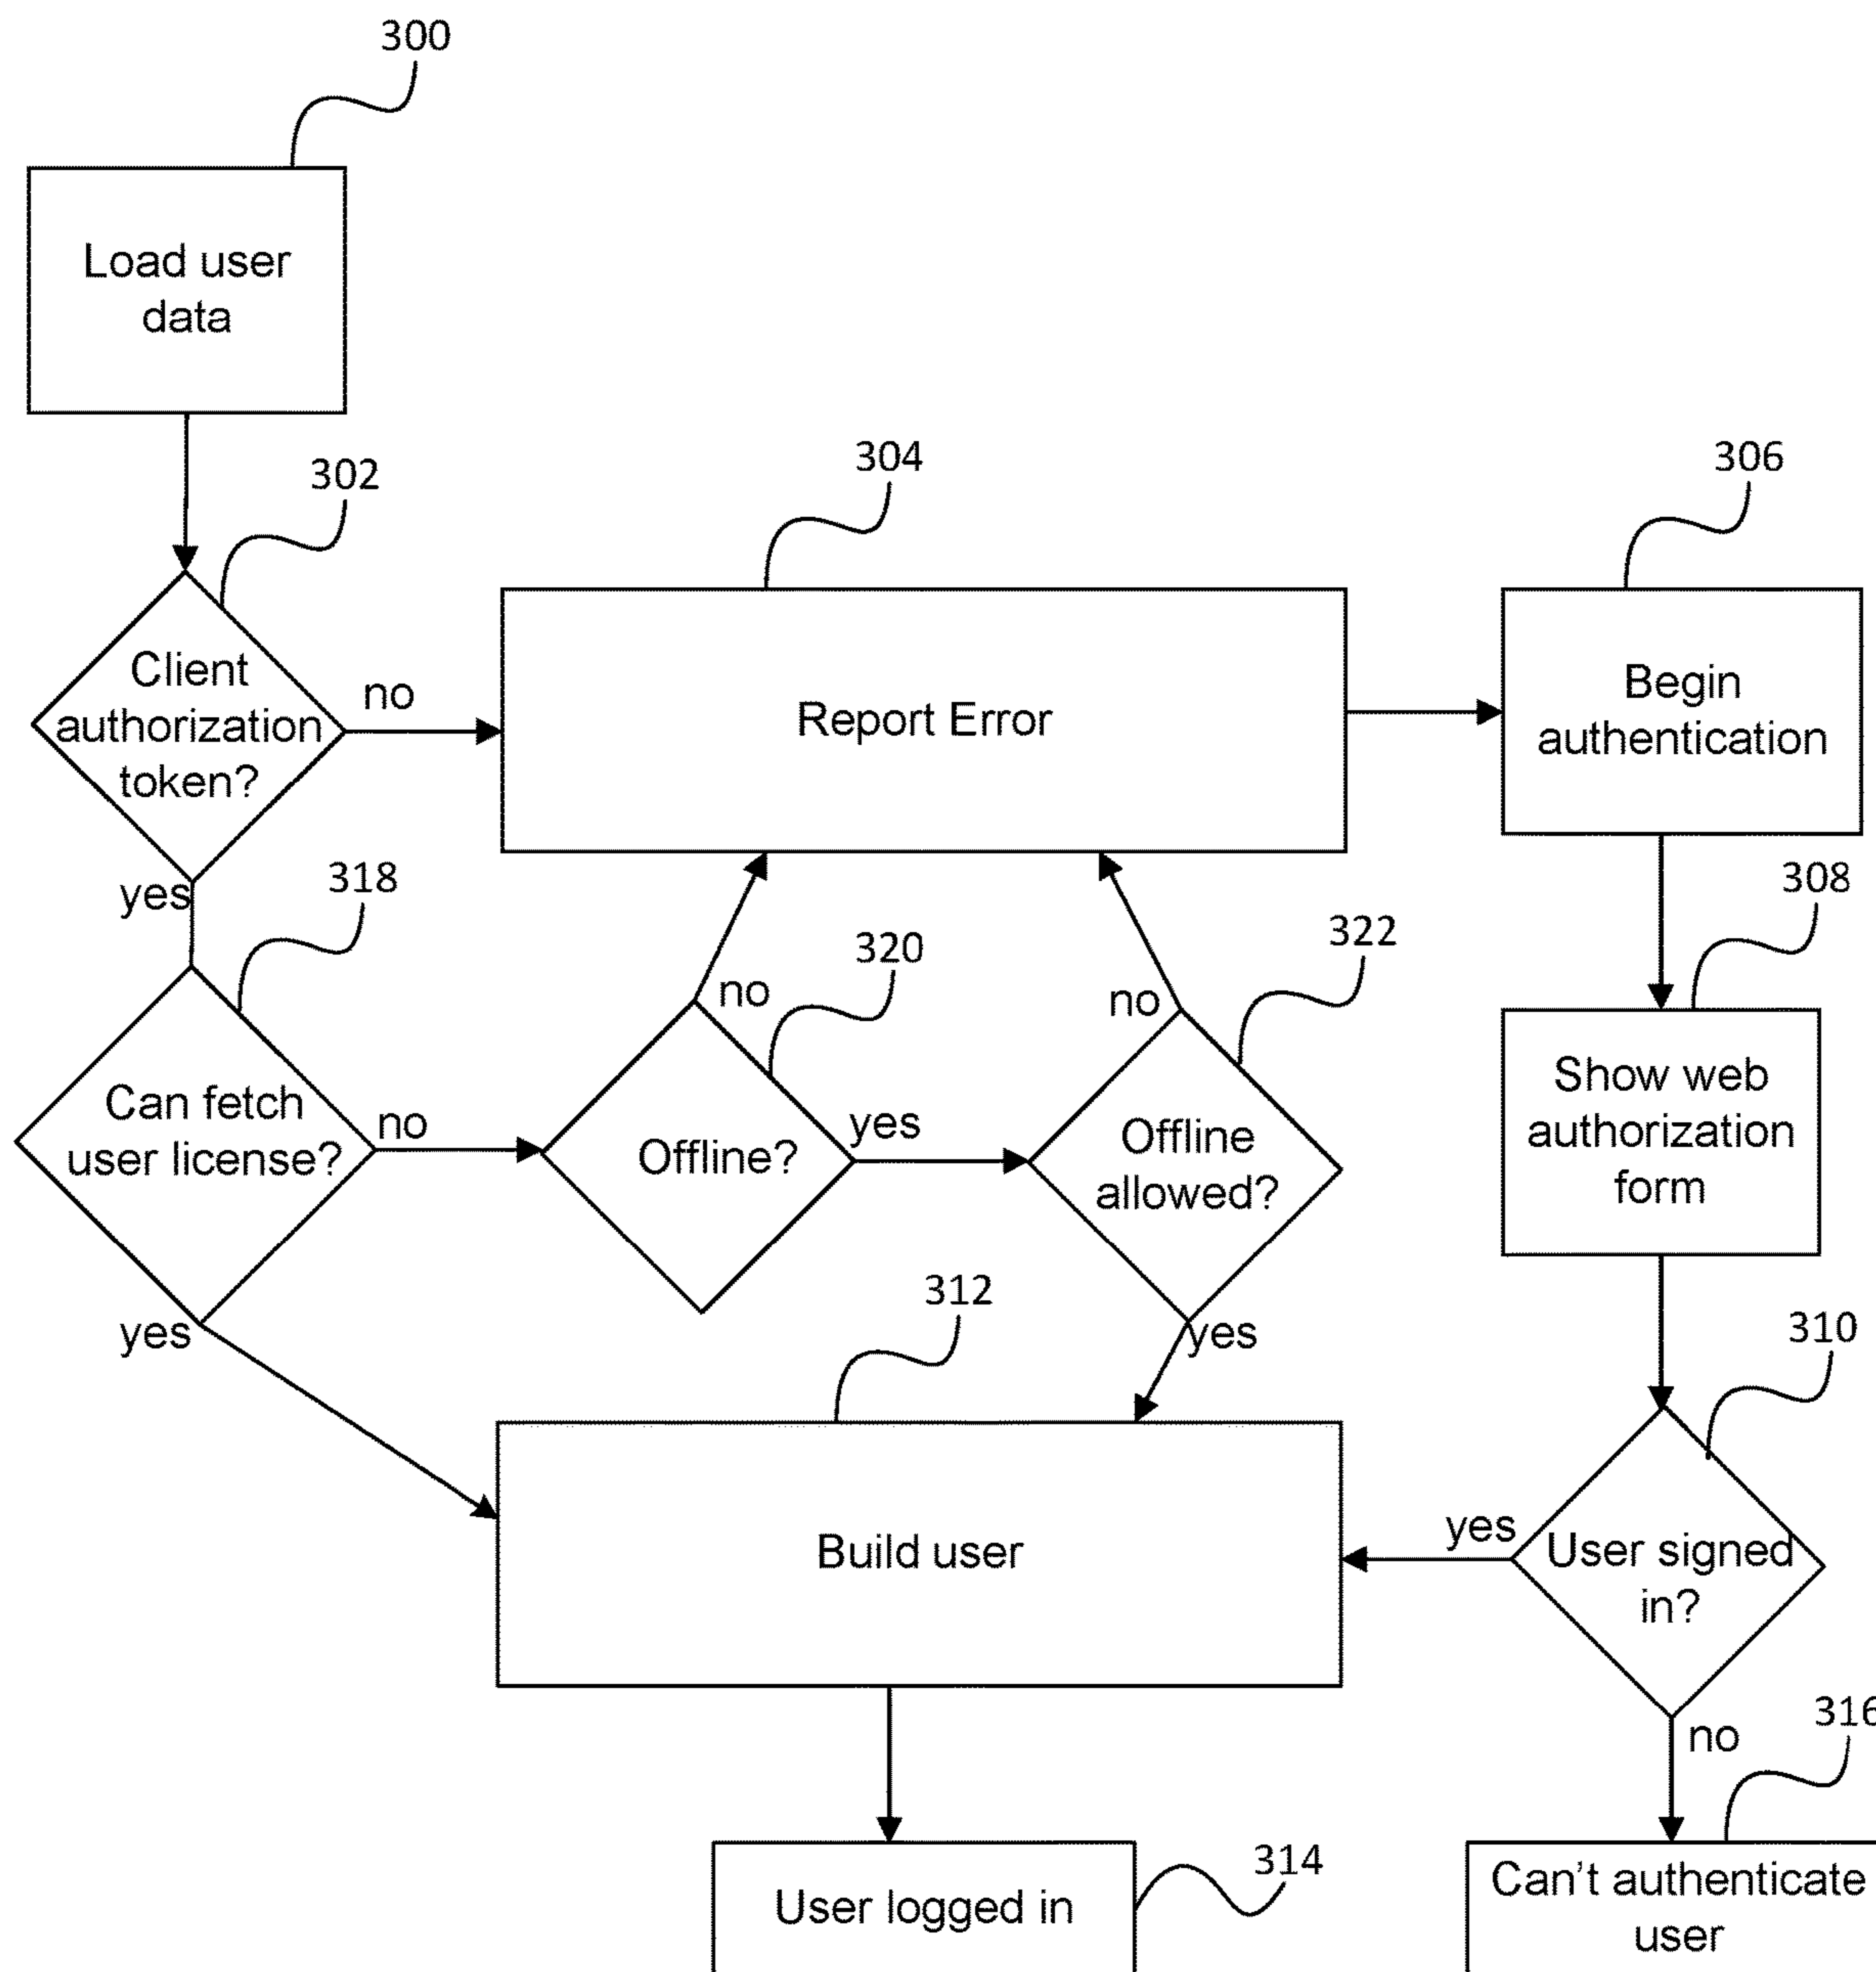 300
Load user
data
302
304
306
Client
authorization
token?
no
Report Error
Begin
authentication
yes
318
320
322
308
no
no
Can fetch
user license?
no
Offline?
yes
Offline
allowed?
Show web
authorization
form
yes
312
yes
310
Build user
yes
User signed
in?
no
316
314
User logged in
Can't authenticate
user